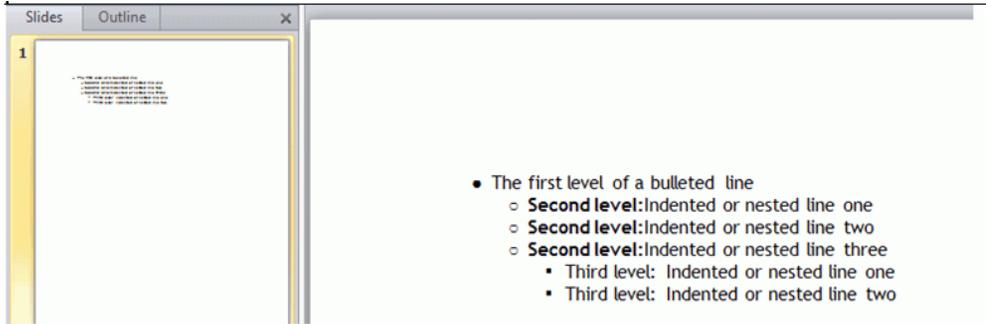 Slides Outline ×
1
• The first level of a bulleted line
○ Second level:Indented or nested line one
○ Second level:Indented or nested line two
○ Second level:Indented or nested line three
▪ Third level: Indented or nested line one
▪ Third level: Indented or nested line two